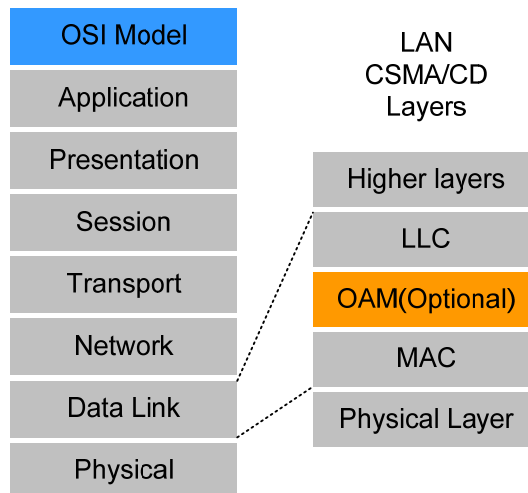 OSI Model
Application
Presentation
Session
Transport
Network
Data Link
Physical
LAN
CSMA/CD
Layers
Higher layers
LLC
OAM(Optional)
MAC
Physical Layer